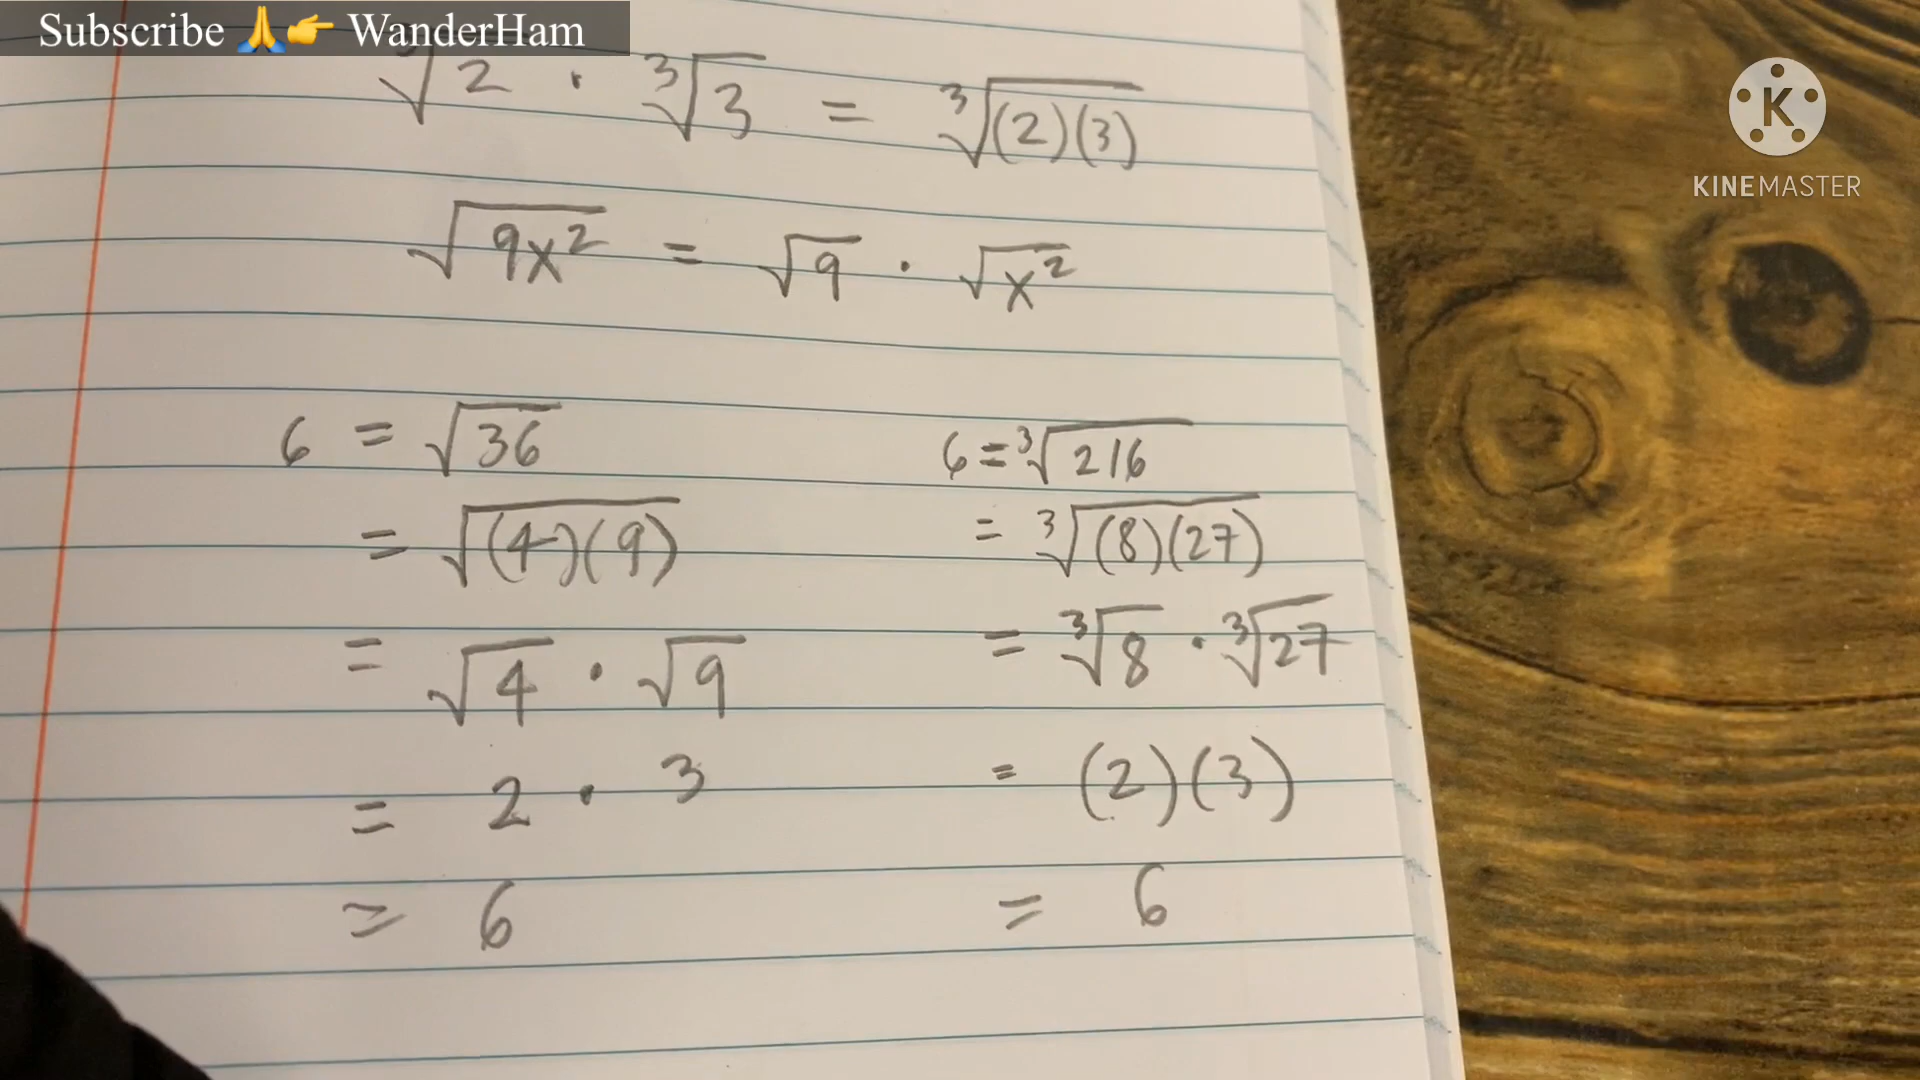 Subscribe 🙏👉 WanderHam
K
KINEMASTER
√2 · ∛3 = ∛(2)(3)
√9x² = √9 · √x²
6 = √36
= √(4)(9)
= √4 · √9
= 2 · 3
= 6
6 = ∛216
= ∛(8)(27)
= ∛8 · ∛27
= (2)(3)
= 6